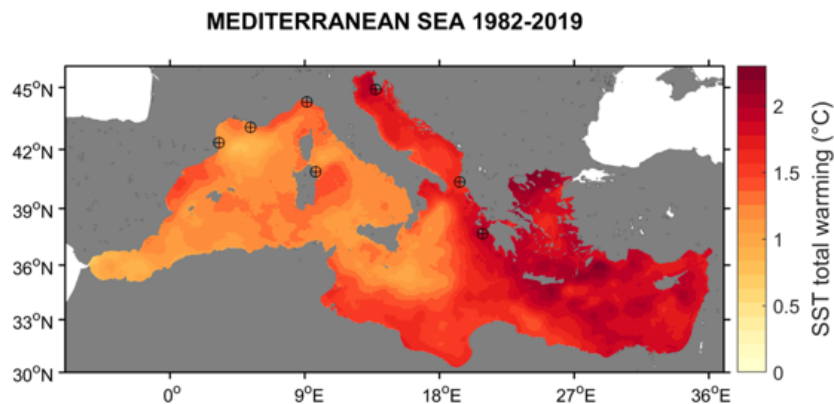 MEDITERRANEAN SEA 1982-2019
45°N
42°N
39°N
36°N
33°N
30°N
0°
9°E
18°E
27°E
36°E
2
1.5
1
0.5
0
SST total warming (°C)